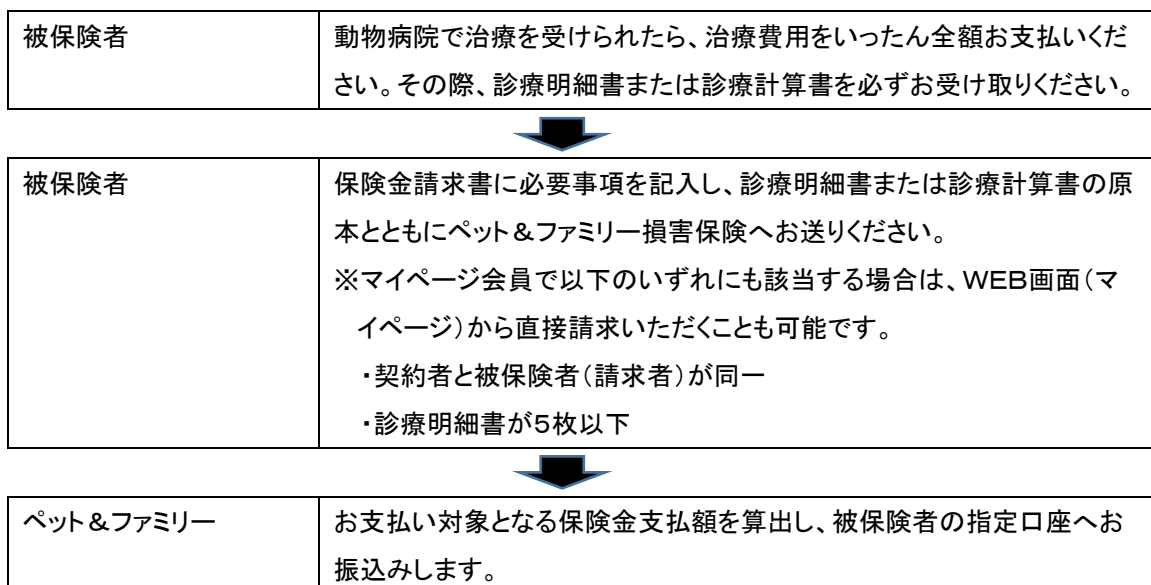 被保険者
動物病院で治療を受けられたら、治療費用をいったん全額お支払いくだ
さい。その際、診療明細書または診療計算書を必ずお受け取りください。
被保険者
保険金請求書に必要事項を記入し、診療明細書または診療計算書の原
本とともにペット＆ファミリー損害保険へお送りください。
※マイページ会員で以下のいずれにも該当する場合は、ＷＥＢ画面（マ
イページ）から直接請求いただくことも可能です。
・契約者と被保険者（請求者）が同一
・診療明細書が５枚以下
ペット＆ファミリー
お支払い対象となる保険金支払額を算出し、被保険者の指定口座へお
振込みします。